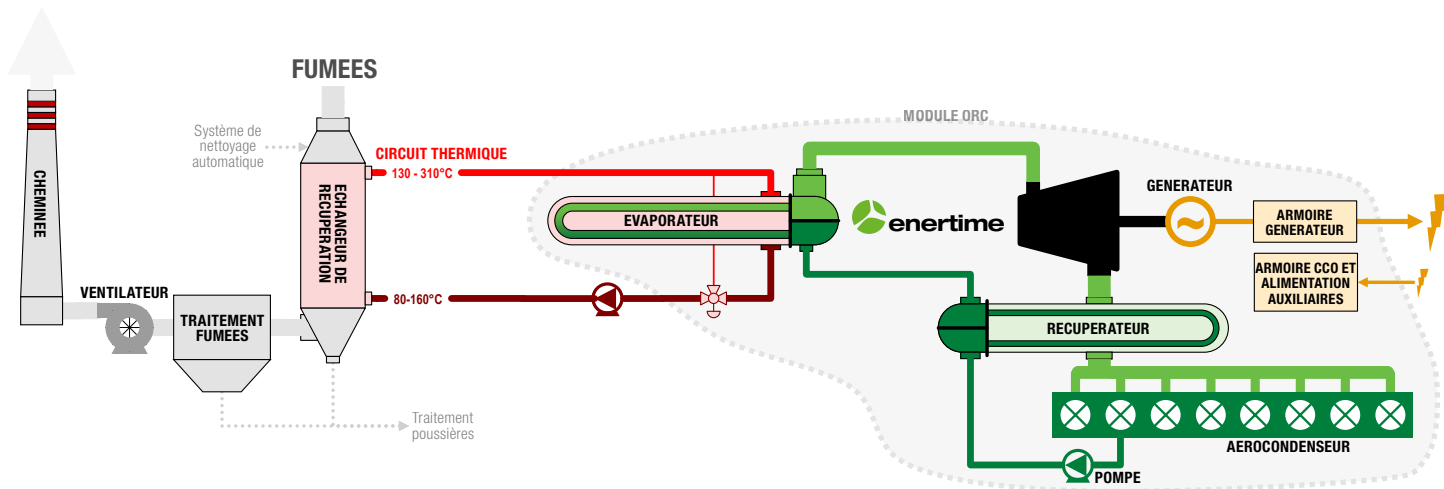 FUMEES
MODULE ORC
Système de
nettoyage
automatique
CIRCUIT THERMIQUE
130 - 310°C
CHEMINEE
ECHANGEUR DE
RECUPERATION
EVAPORATEUR
enertime
GENERATEUR
ARMOIRE
GENERATEUR
ARMOIRE CCO ET
ALIMENTATION
AUXILIAIRES
80-160°C
VENTILATEUR
TRAITEMENT
FUMEES
RECUPERATEUR
Traitement
poussières
AEROCONDENSEUR
POMPE